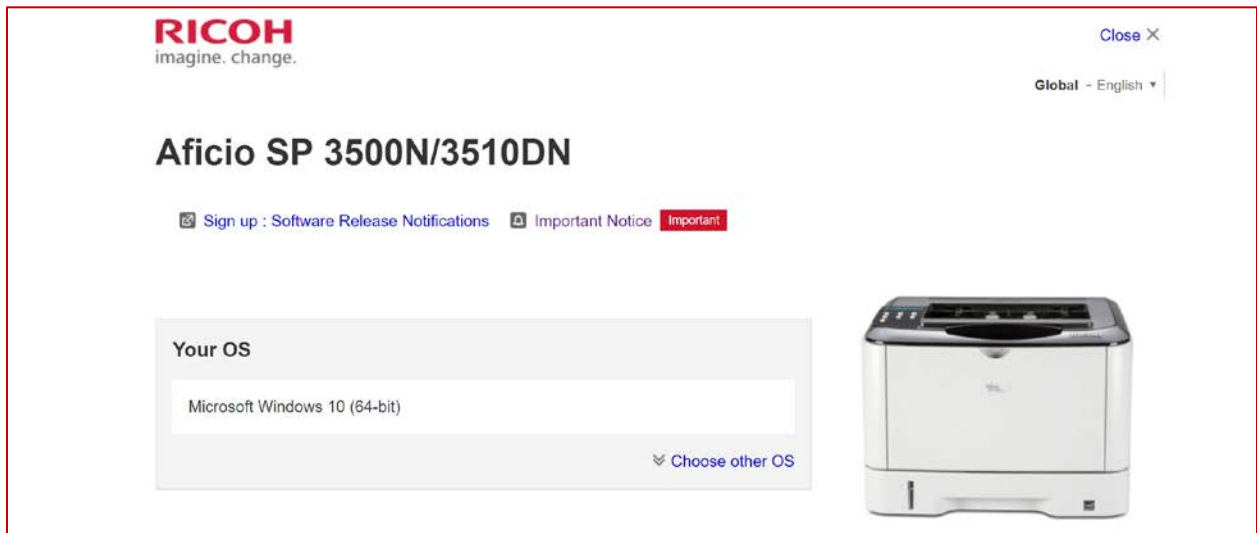 RICOH
imagine. change.
Close ×
Global - English ▼
Aficio SP 3500N/3510DN
Sign up : Software Release Notifications Important Notice Important
Your OS
Microsoft Windows 10 (64-bit)
Choose other OS